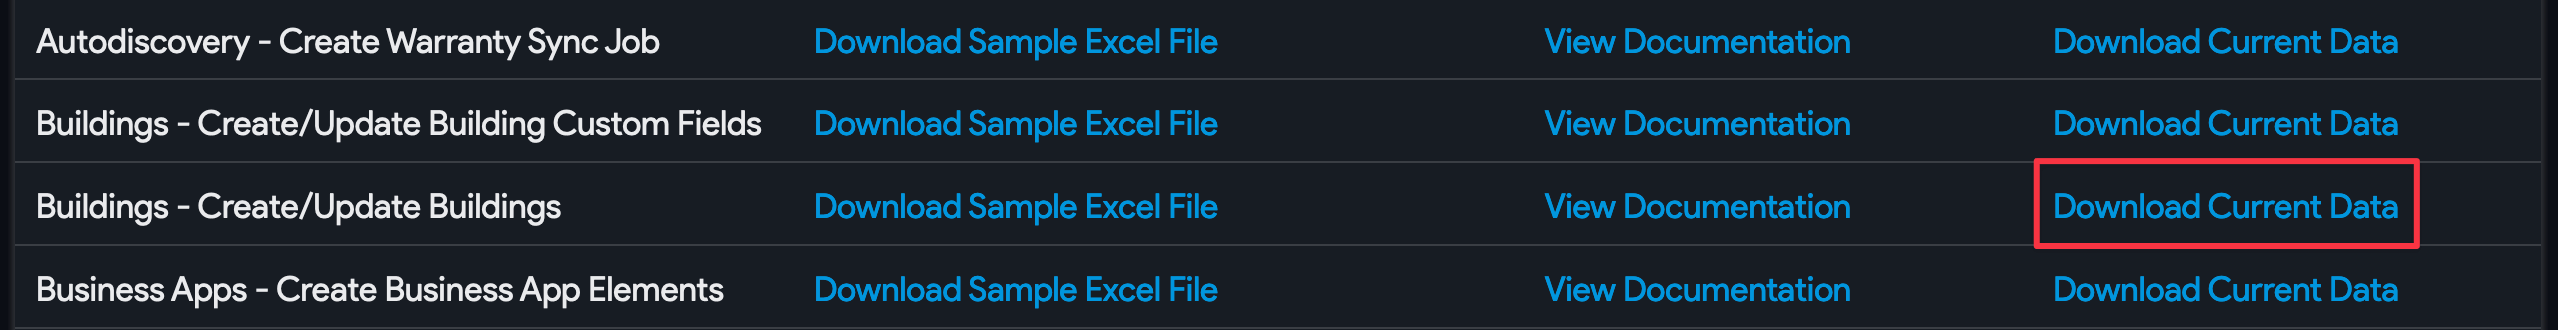 Autodiscovery - Create Warranty Sync Job Download Sample Excel File View Documentation Download Current Data
Buildings - Create/Update Building Custom Fields Download Sample Excel File View Documentation Download Current Data
Buildings - Create/Update Buildings Download Sample Excel File View Documentation Download Current Data
Business Apps - Create Business App Elements Download Sample Excel File View Documentation Download Current Data